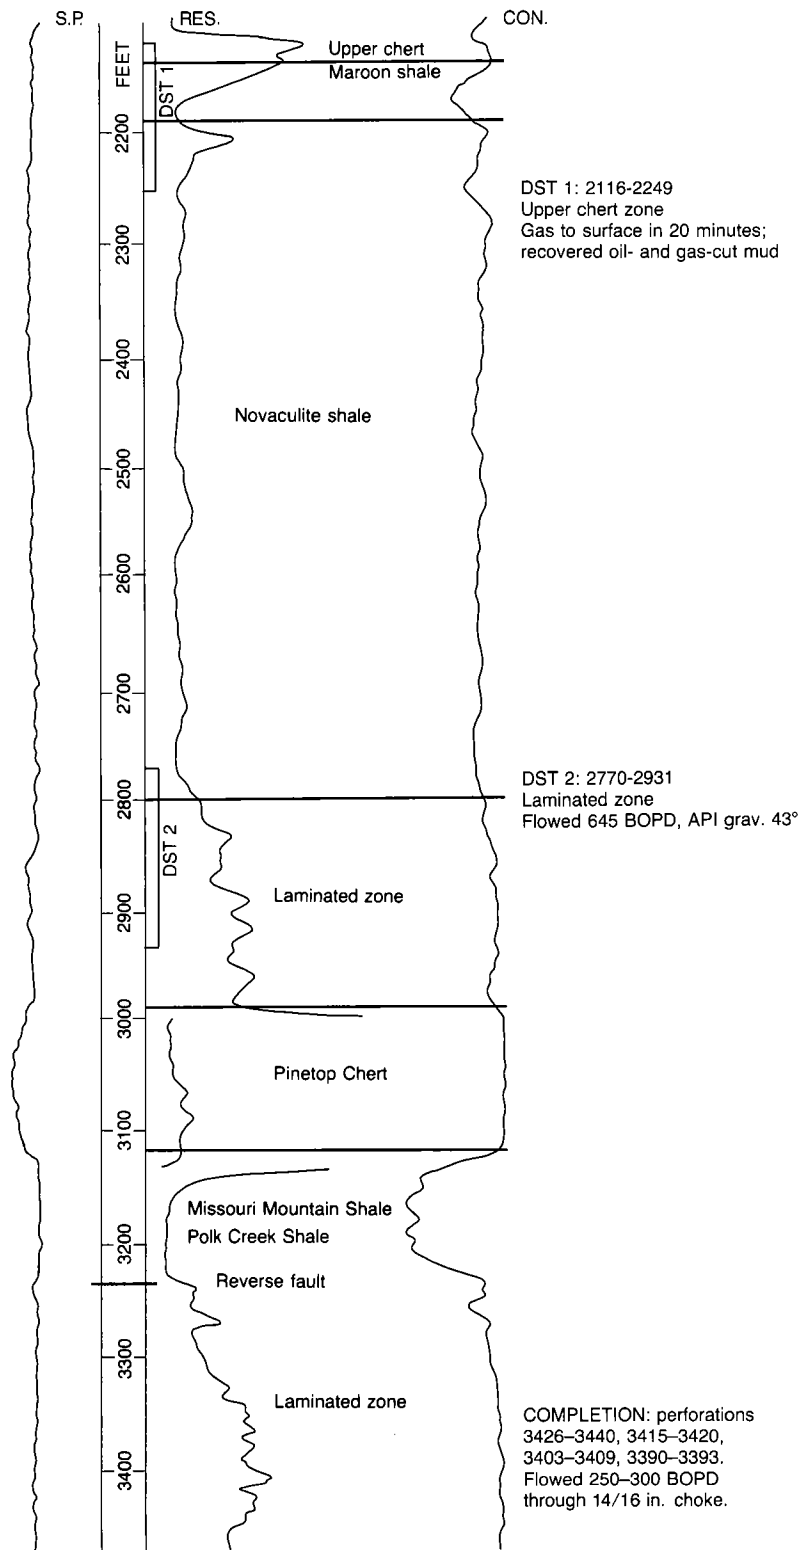 S.P.
RES.
CON.
FEET
DST 1
Upper chert
Maroon shale
2200
DST 1: 2116-2249
Upper chert zone
Gas to surface in 20 minutes;
recovered oil- and gas-cut mud
2300
2400
Novaculite shale
2500
2600
2700
DST 2: 2770-2931
Laminated zone
Flowed 645 BOPD, API grav. 43°
2800
DST 2
Laminated zone
2900
3000
Pinetop Chert
3100
Missouri Mountain Shale
Polk Creek Shale
3200
Reverse fault
3300
Laminated zone
COMPLETION: perforations
3426–3440, 3415–3420,
3403–3409, 3390–3393.
Flowed 250–300 BOPD
through 14/16 in. choke.
3400